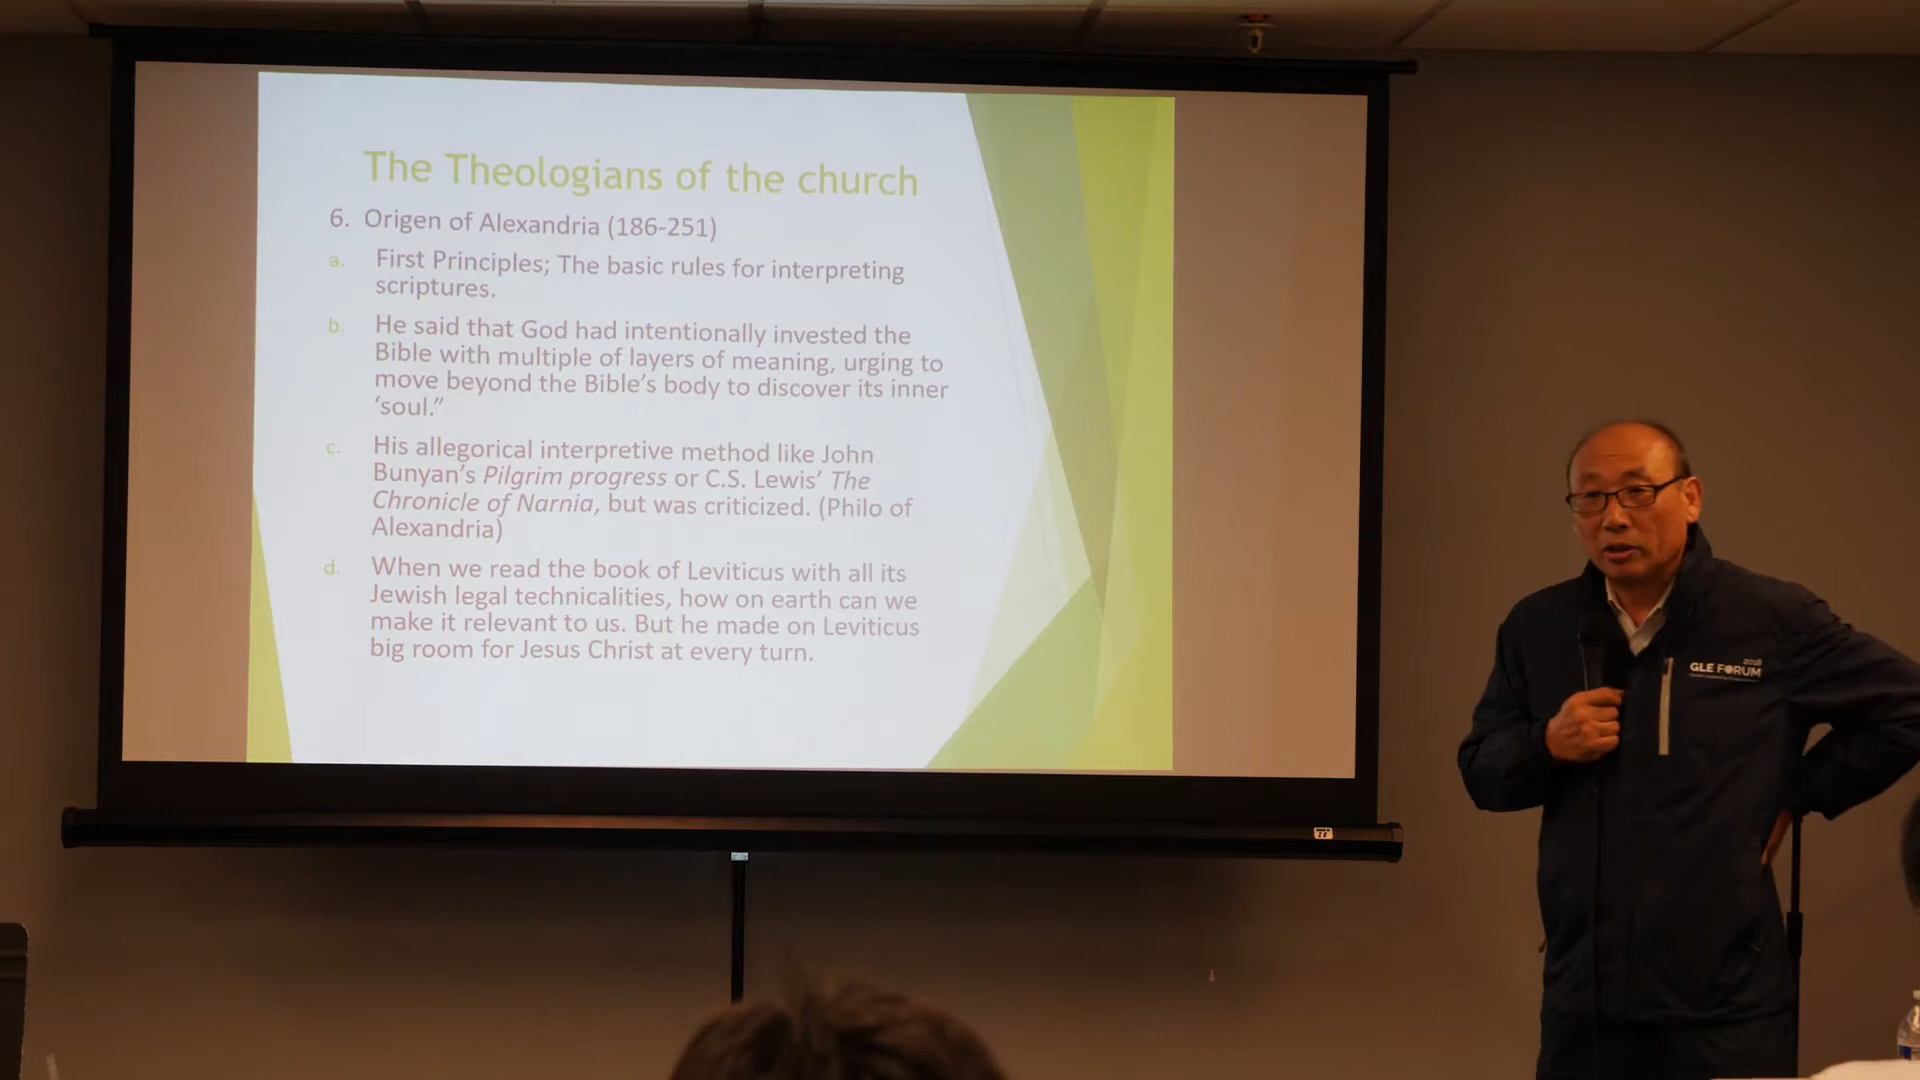 The Theologians of the church
6. Origen of Alexandria (186-251)
a. First Principles; The basic rules for interpreting
scriptures.
b. He said that God had intentionally invested the
Bible with multiple of layers of meaning, urging to
move beyond the Bible's body to discover its inner
‘soul.”
c. His allegorical interpretive method like John
Bunyan's Pilgrim progress or C.S. Lewis' The
Chronicle of Narnia, but was criticized. (Philo of
Alexandria)
d. When we read the book of Leviticus with all its
Jewish legal technicalities, how on earth can we
make it relevant to us. But he made on Leviticus
big room for Jesus Christ at every turn.
2018
GLE FORUM